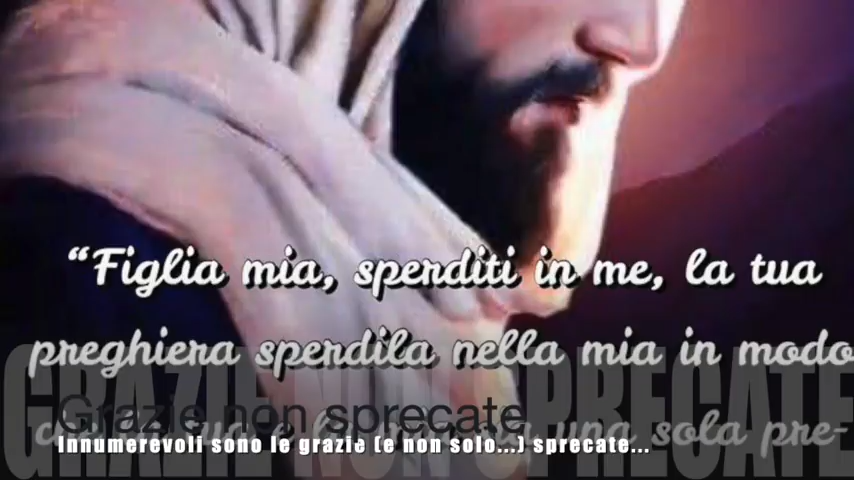 “Figlia mia, sperditi in me, la tua
preghiera sperdila nella mia in modo
sola pre-
GRAZIE NON SPRECATE
Grazie non sprecate
Innumerevoli sono le grazie (e non solo...) sprecate...